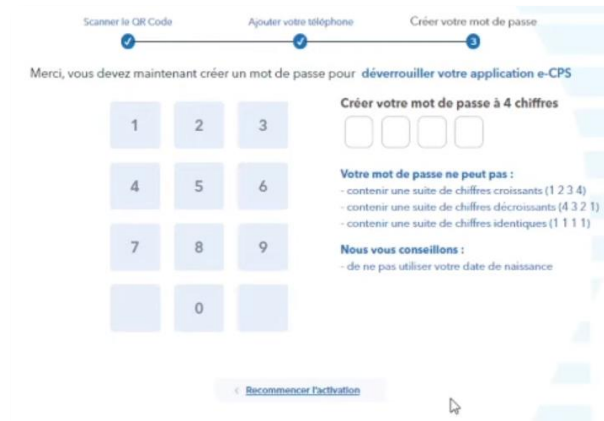 Scanner le QR Code
Ajouter votre téléphone
Créer votre mot de passe
3
Merci, vous devez maintenant créer un mot de passe pour déverrouiller votre application e-CPS
1 2 3
4 5 6
7 8 9
0
Créer votre mot de passe à 4 chiffres
Votre mot de passe ne peut pas :
- contenir une suite de chiffres croissants (1 2 3 4)
- contenir une suite de chiffres décroissants (4 3 2 1)
- contenir une suite de chiffres identiques (1 1 1 1)
Nous vous conseillons :
- de ne pas utiliser votre date de naissance
< Recommencer l'activation